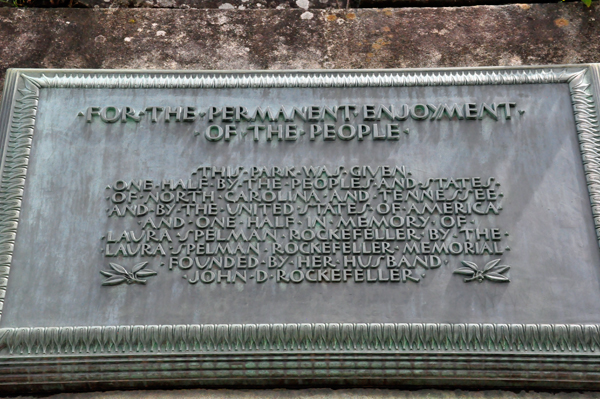 ·FOR·THE·PERMANENT·ENJOYMENT·
·OF·THE·PEOPLE·
·THIS·PARK·WAS·GIVEN·
·ONE·HALF·BY·THE·PEOPLES·AND·STATES·
·OF·NORTH·CAROLINA·AND·TENNESSEE·
·AND·BY·THE·UNITED·STATES·OF·AMERICA·
·AND·ONE·HALF·IN·MEMORY·OF·
LAURA·SPELMAN·ROCKEFELLER·BY·THE·
LAURA·SPELMAN·ROCKEFELLER·MEMORIAL·
·FOUNDED·BY·HER·HUSBAND·
·JOHN·D·ROCKEFELLER·